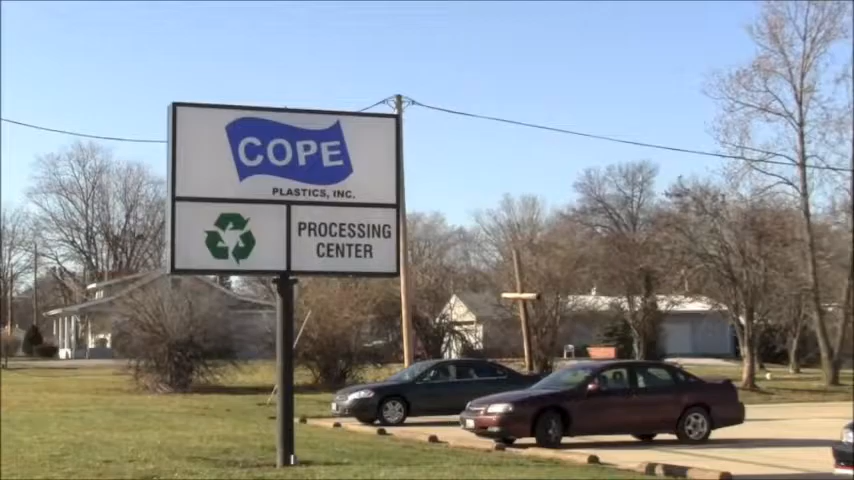 COPE
PLASTICS, INC.
PROCESSING
CENTER